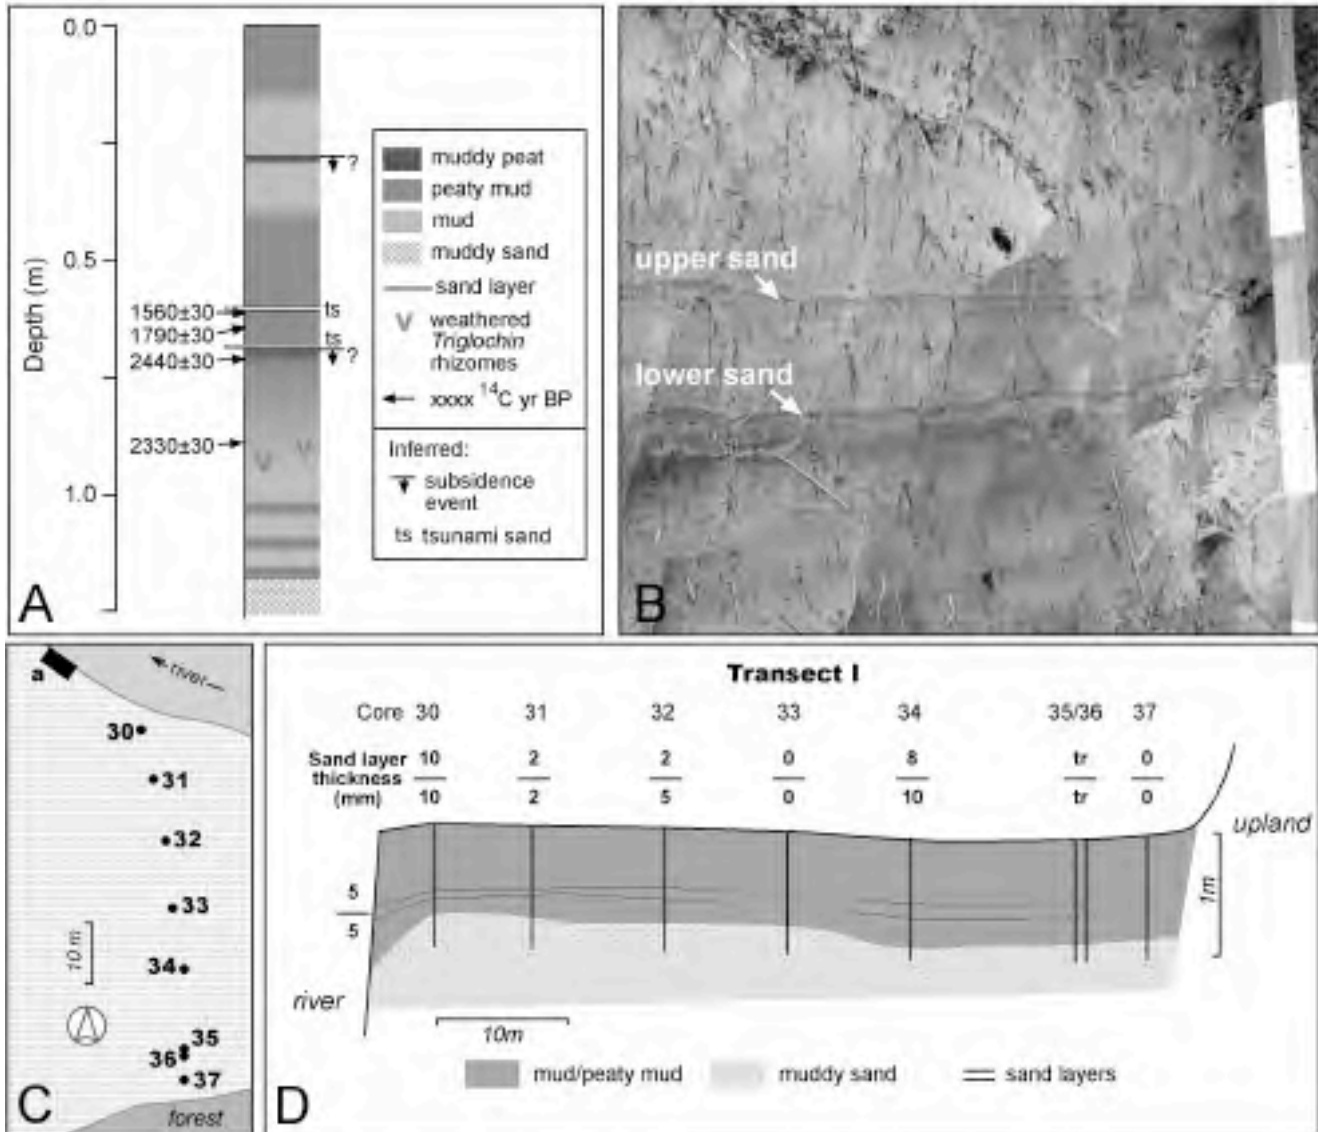 0.0
0.5
1.0
Depth (m)
1560±30
1790±30
2440±30
2330±30
?
ts
ts
?
muddy peat
peaty mud
mud
muddy sand
sand layer
weathered
Triglochin
rhizomes
xxxx 14C yr BP
Inferred:
subsidence
event
ts tsunami sand
A
upper sand
lower sand
B
a
river
30
31
32
33
34
35
36
37
10 m
A
forest
C
Transect I
Core 30 31 32 33 34 35/36 37
Sand layer 10 2 2 0 8 tr 0
thickness
(mm) 10 2 5 0 10 tr 0
upland
5
5
1m
river
10m
mud/peaty mud muddy sand sand layers
D